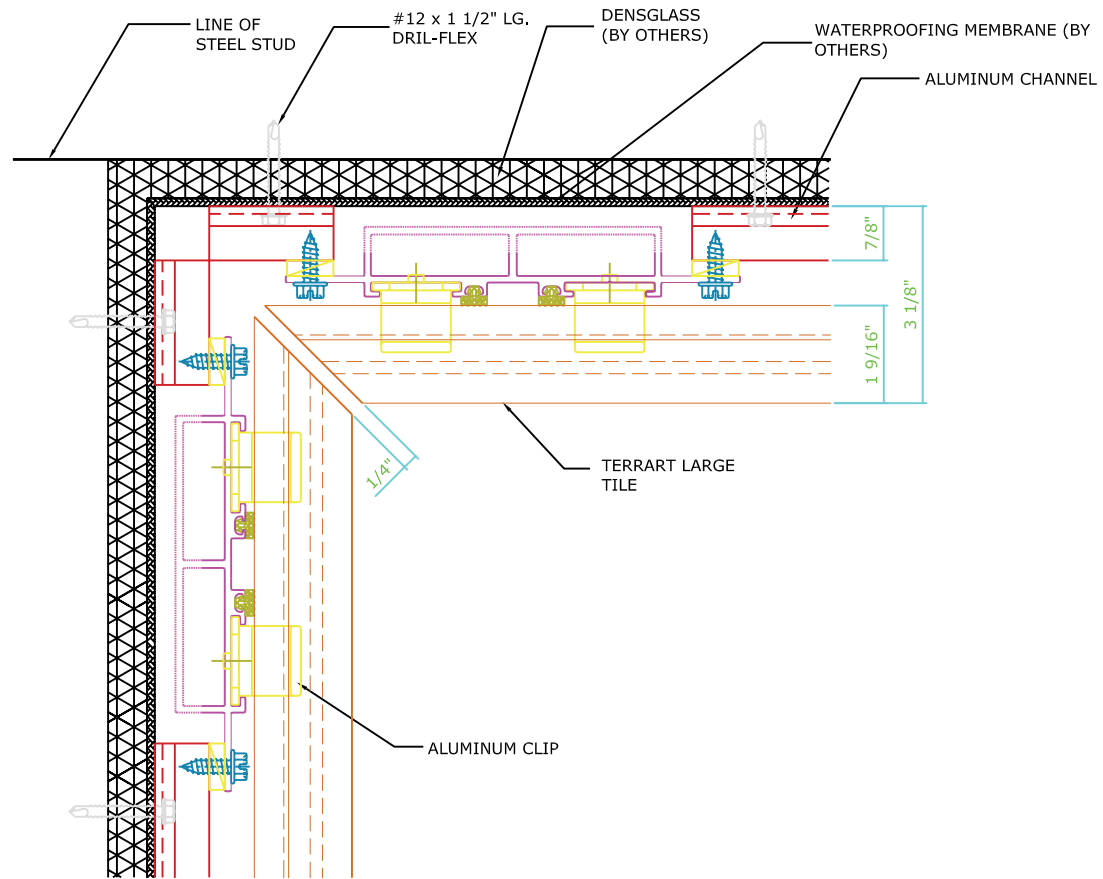 LINE OF
STEEL STUD
#12 x 1 1/2" LG.
DRIL-FLEX
DENSGLASS
(BY OTHERS)
WATERPROOFING MEMBRANE (BY
OTHERS)
ALUMINUM CHANNEL
7/8"
3 1/8"
1 9/16"
1/4"
TERRART LARGE
TILE
ALUMINUM CLIP